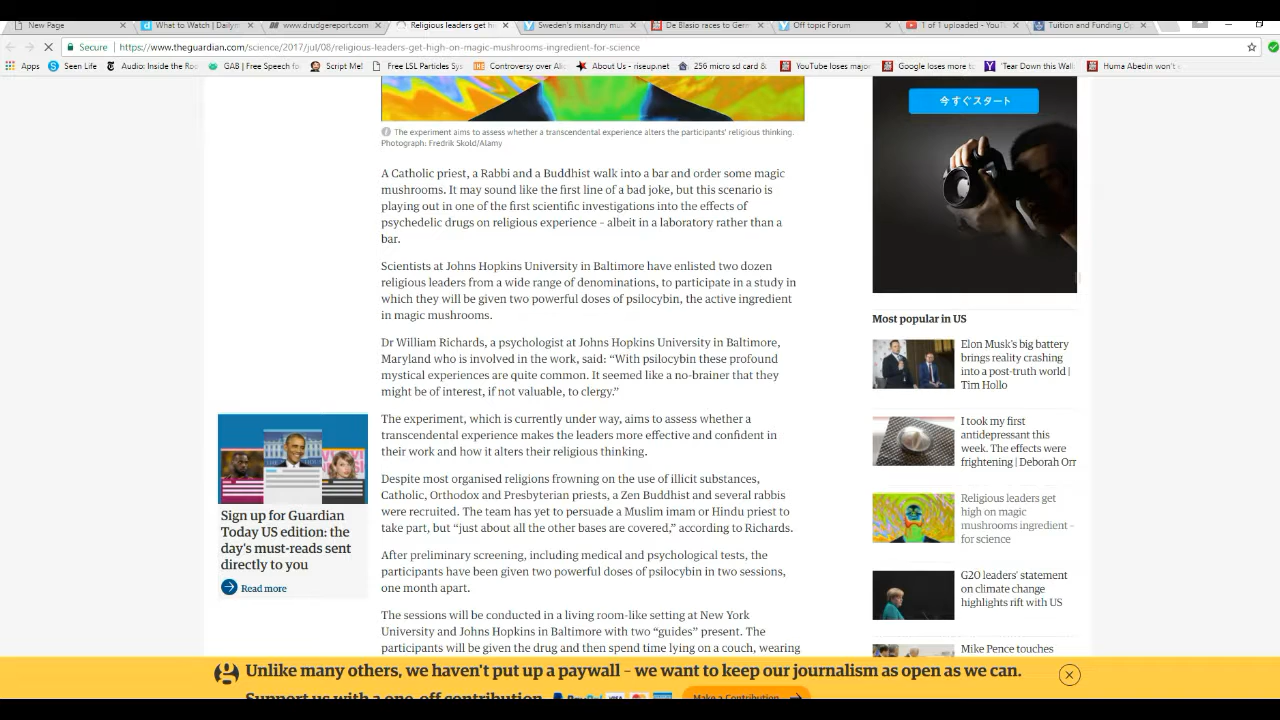 New Page
What to Watch | Dailym
www.drudgereport.com
Religious leaders get hi
Sweden's misandry mu
De Blasio races to Germ
Off topic Forum
1 of 1 uploaded - YouT
Tuition and Funding Op
Secure
https://www.theguardian.com/science/2017/jul/08/religious-leaders-get-high-on-magic-mushrooms-ingredient-for-science
Apps
Seen Life
Audio: Inside the Ro
GAB | Free Speech fo
Script Me!
Free LSL Particles Sys
Controversy over Ali
About Us - riseup.net
256 micro sd card &
YouTube loses majo
Google loses more to
'Tear Down this Wall
Huma Abedin won't
The experiment aims to assess whether a transcendental experience alters the participants' religious thinking.
Photograph: Fredrik Skold/Alamy
A Catholic priest, a Rabbi and a Buddhist walk into a bar and order some magic
mushrooms. It may sound like the first line of a bad joke, but this scenario is
playing out in one of the first scientific investigations into the effects of
psychedelic drugs on religious experience – albeit in a laboratory rather than a
bar.
Scientists at Johns Hopkins University in Baltimore have enlisted two dozen
religious leaders from a wide range of denominations, to participate in a study in
which they will be given two powerful doses of psilocybin, the active ingredient
in magic mushrooms.
Dr William Richards, a psychologist at Johns Hopkins University in Baltimore,
Maryland who is involved in the work, said: “With psilocybin these profound
mystical experiences are quite common. It seemed like a no-brainer that they
might be of interest, if not valuable, to clergy.”
The experiment, which is currently under way, aims to assess whether a
transcendental experience makes the leaders more effective and confident in
their work and how it alters their religious thinking.
Despite most organised religions frowning on the use of illicit substances,
Catholic, Orthodox and Presbyterian priests, a Zen Buddhist and several rabbis
were recruited. The team has yet to persuade a Muslim imam or Hindu priest to
take part, but “just about all the other bases are covered,” according to Richards.
After preliminary screening, including medical and psychological tests, the
participants have been given two powerful doses of psilocybin in two sessions,
one month apart.
The sessions will be conducted in a living room-like setting at New York
University and Johns Hopkins in Baltimore with two “guides” present. The
participants will be given the drug and then spend time lying on a couch, wearing
Sign up for Guardian
Today US edition: the
day's must-reads sent
directly to you
Read more
今すぐスタート
Most popular in US
Elon Musk's big battery
brings reality crashing
into a post-truth world |
Tim Hollo
I took my first
antidepressant this
week. The effects were
frightening | Deborah Orr
Religious leaders get
high on magic
mushrooms ingredient –
for science
G20 leaders' statement
on climate change
highlights rift with US
Mike Pence touches
Unlike many others, we haven't put up a paywall – we want to keep our journalism as open as we can.
Support us with a one-off contribution
PayPal VISA
Make a Contribution